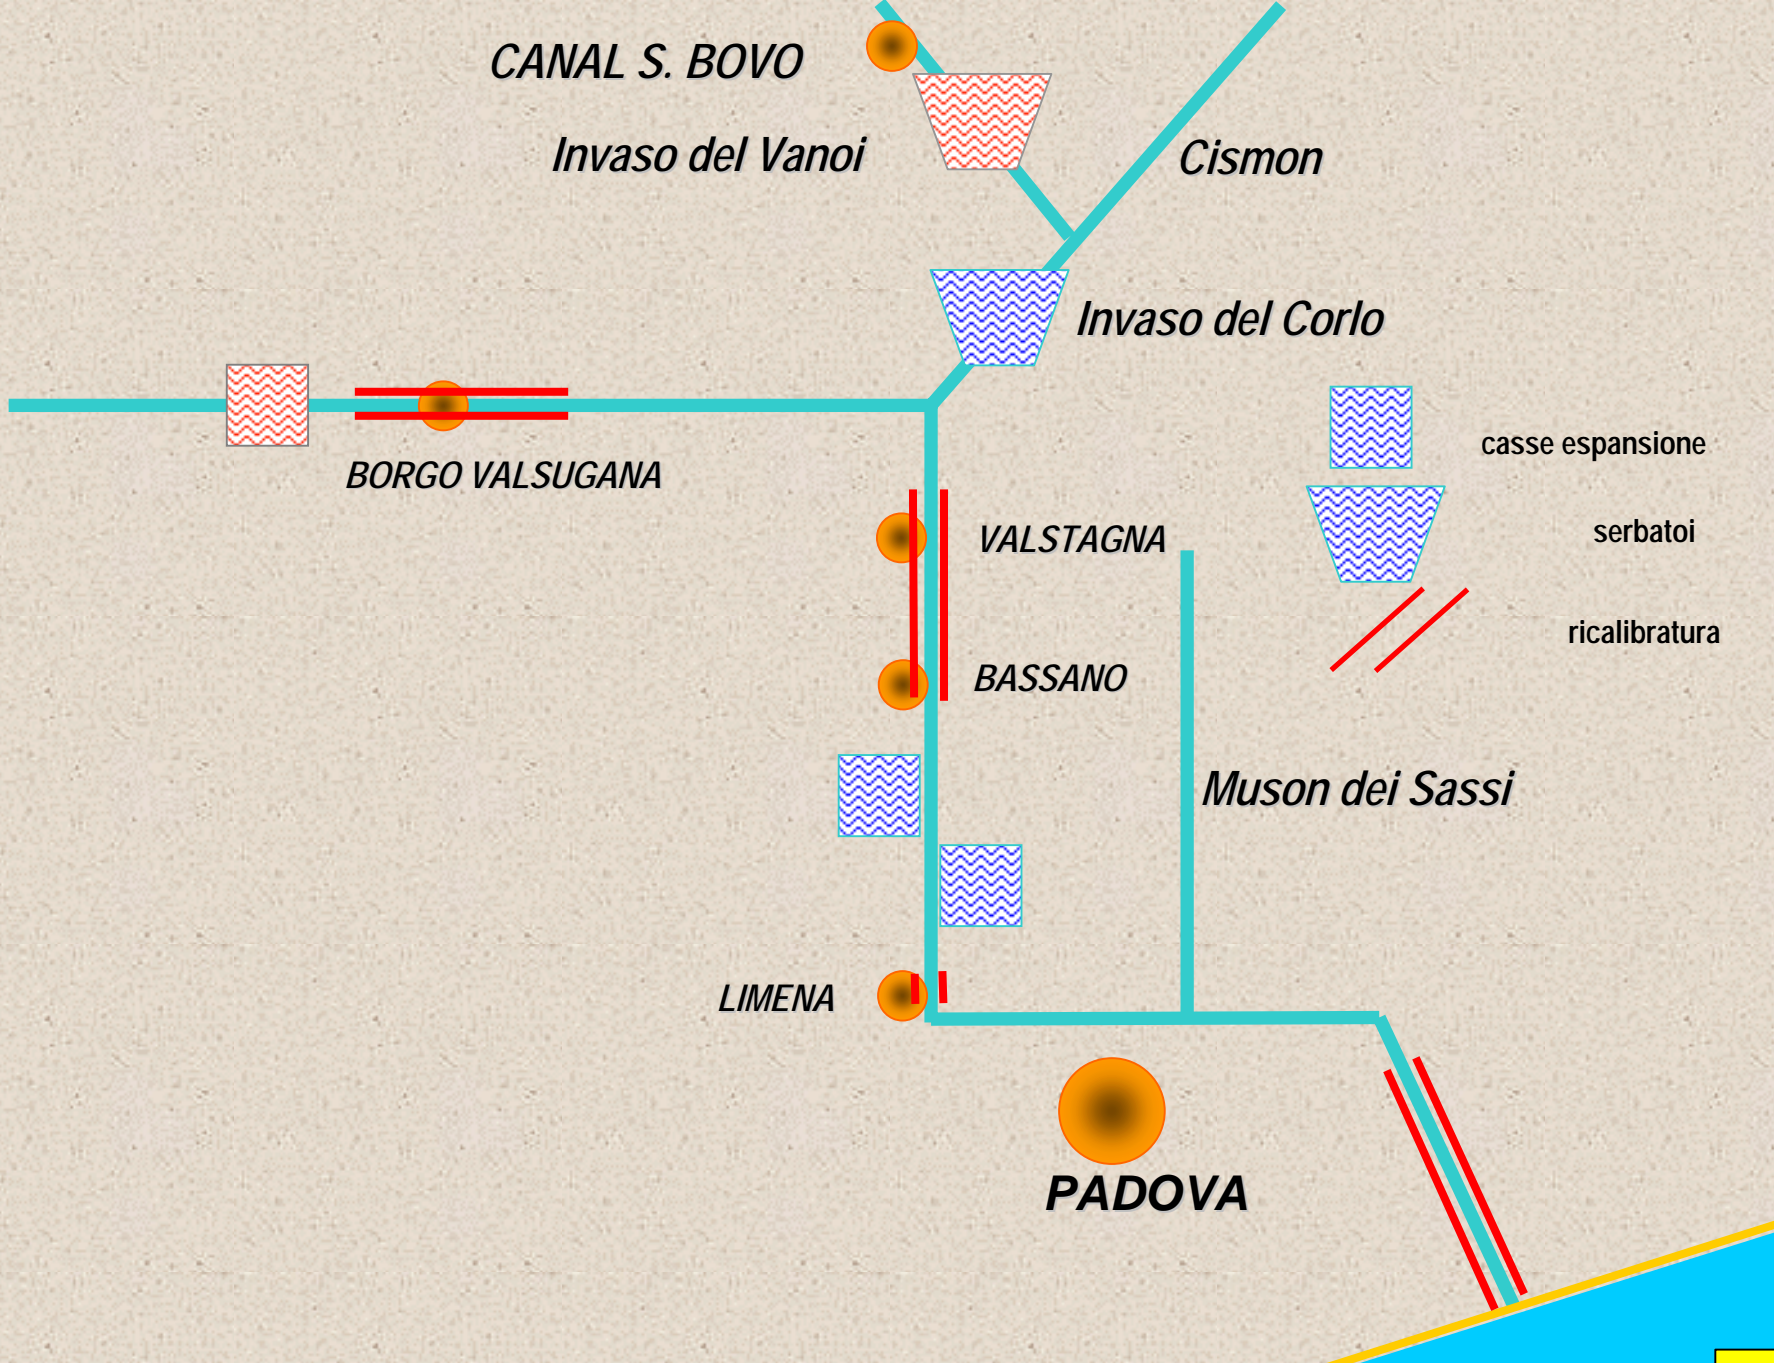 CANAL S. BOVO
Invaso del Vanoi
Cismon
Invaso del Corlo
casse espansione
BORGO VALSUGANA
serbatoi
VALSTAGNA
ricalibratura
BASSANO
Muson dei Sassi
LIMENA
PADOVA